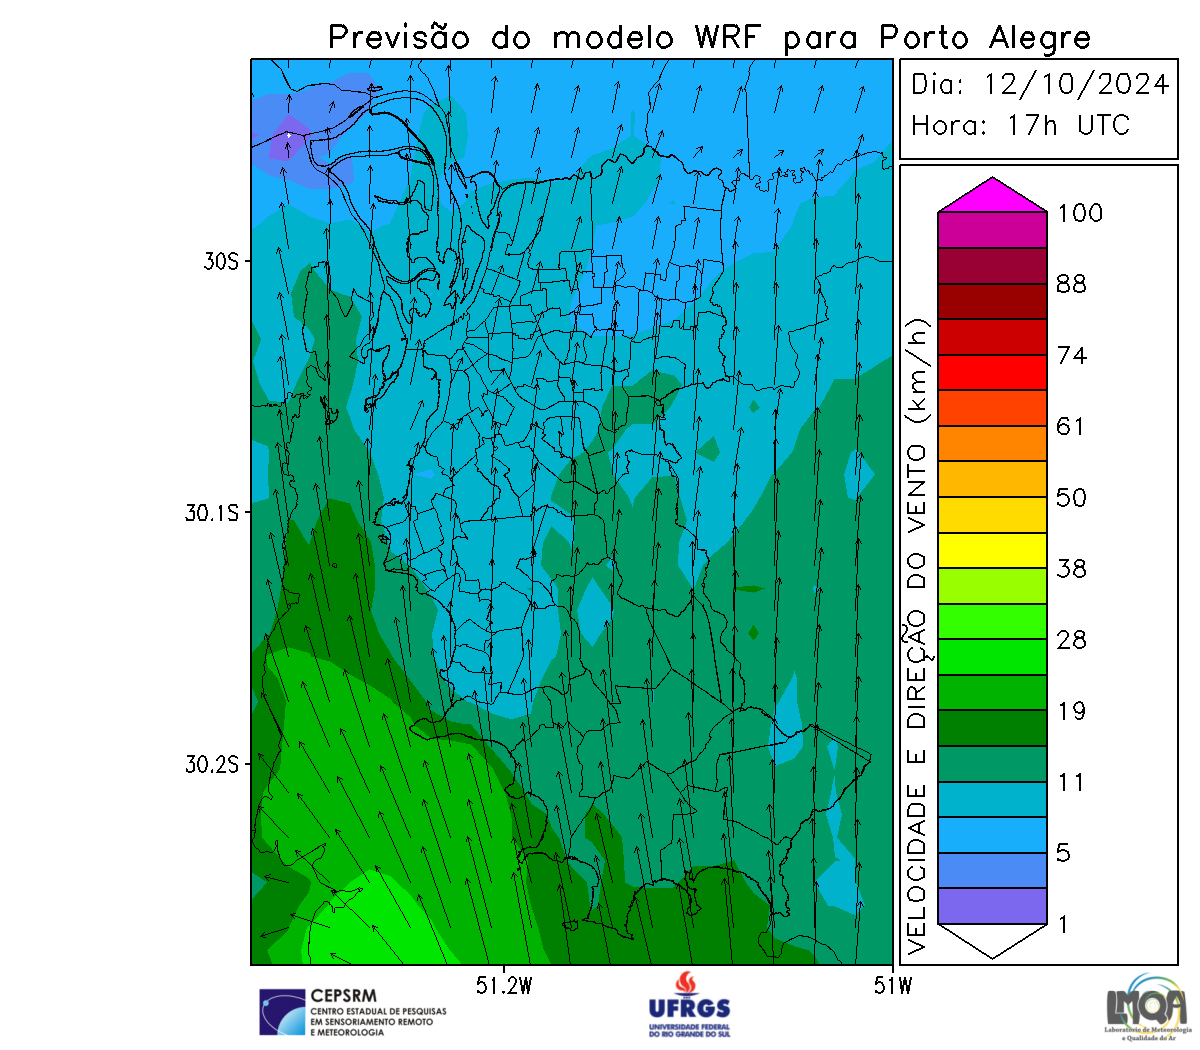 Previsão do modelo WRF para Porto Alegre
Dia: 12/10/2024
Hora: 17h UTC
30S
30.1S
30.2S
51.2W
51W
VELOCIDADE E DIREÇÃO DO VENTO (km/h)
100
88
74
61
50
38
28
19
11
5
1
CEPSRM
CENTRO ESTADUAL DE PESQUISAS
EM SENSORIAMENTO REMOTO
E METEOROLOGIA
UFRGS
UNIVERSIDADE FEDERAL
DO RIO GRANDE DO SUL
LMQA
Laboratório de Meteorologia
e Qualidade do Ar